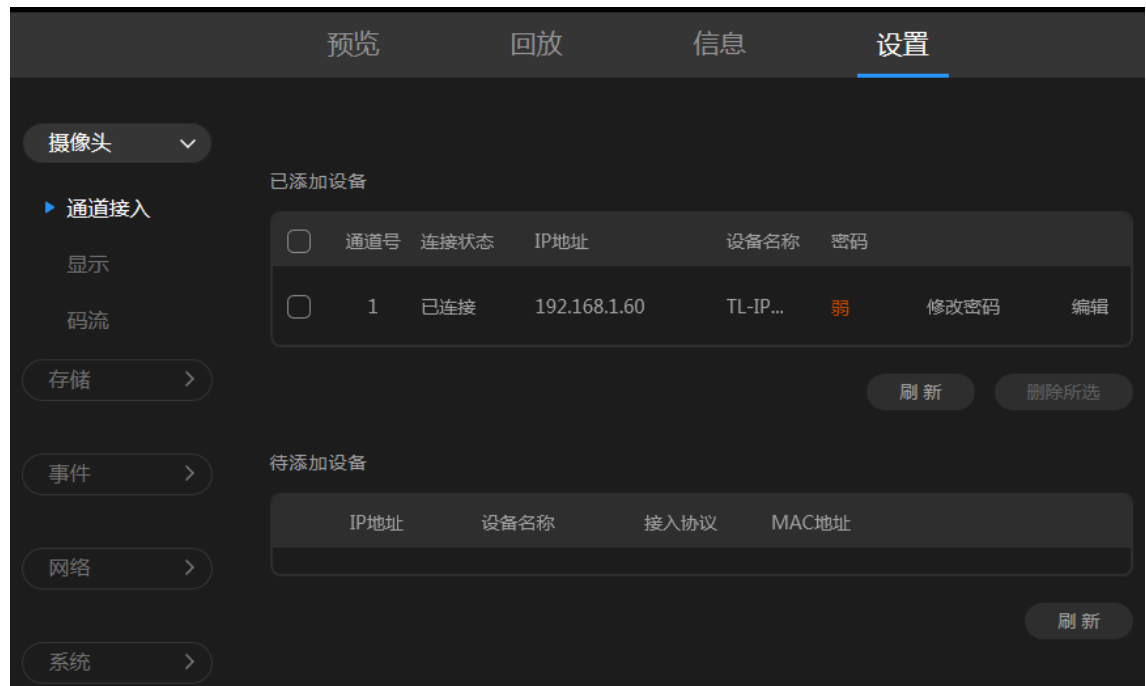 预览 回放 信息 设置
摄像头
通道接入
显示
码流
存储
事件
网络
系统
已添加设备
通道号 连接状态 IP地址 设备名称 密码
1 已连接 192.168.1.60 TL-IP... 弱 修改密码 编辑
刷新 删除所选
待添加设备
IP地址 设备名称 接入协议 MAC地址
刷新